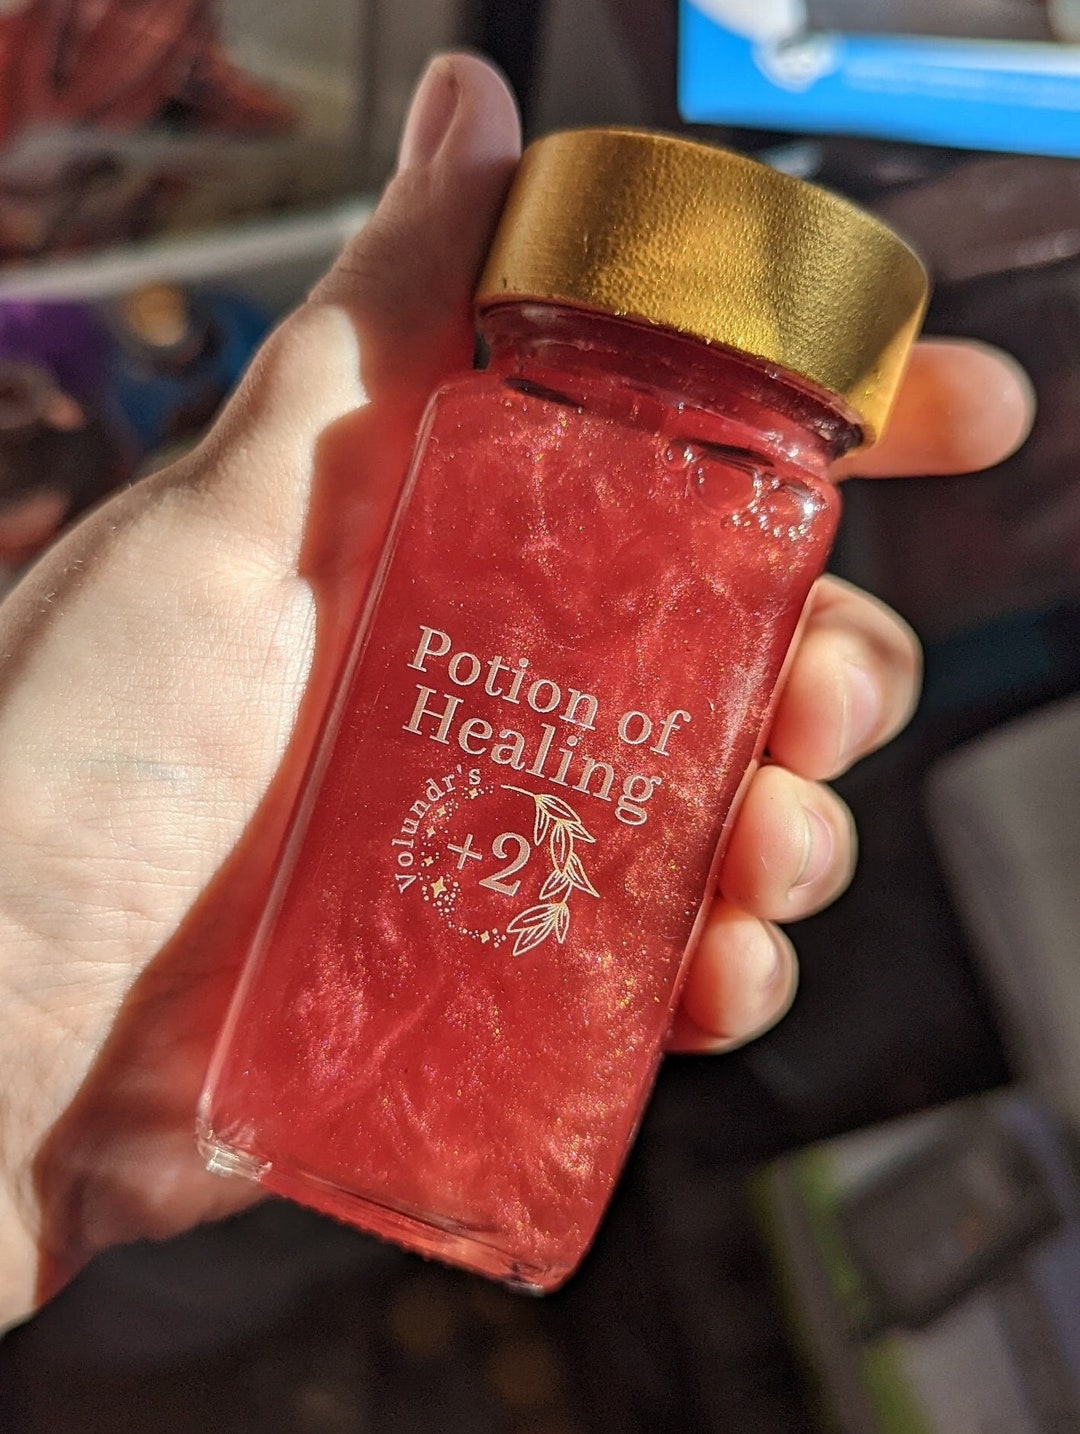 Potion of
Healing
Volundr's
+2